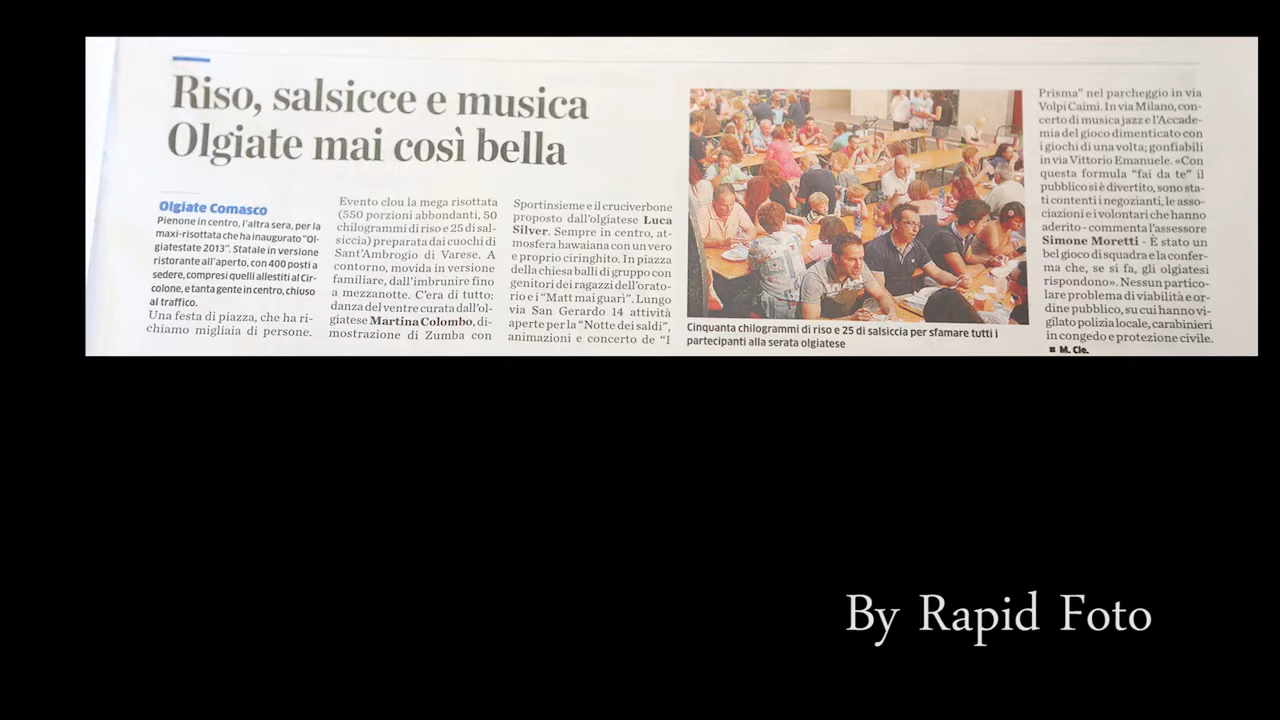 Riso, salsicce e musica
Olgiate mai così bella
Olgiate Comasco
Pienone in centro, l'altra sera, per la
maxi-risottata che ha inaugurato "Ol-
giatestate 2013". Statale in versione
ristorante all'aperto, con 400 posti a
sedere, compresi quelli allestiti al Cir-
colone, e tanta gente in centro, chiuso
al traffico.
Una festa di piazza, che ha ri-
chiamo migliaia di persone.
Evento clou la mega risottata
(550 porzioni abbondanti, 50
chilogrammi di riso e 25 di sal-
siccia) preparata dai cuochi di
Sant'Ambrogio di Varese. A
contorno, movida in versione
familiare, dall'imbrunire fino
a mezzanotte. C'era di tutto:
danza del ventre curata dall'ol-
giatese Martina Colombo, di-
mostrazione di Zumba con
Sportinsieme e il cruciverbone
proposto dall'olgiatese Luca
Silver. Sempre in centro, at-
mosfera hawaiana con un vero
e proprio ciringhito. In piazza
della chiesa balli di gruppo con
genitori dei ragazzi dell'orato-
rio e i "Matt mai guarì". Lungo
via San Gerardo 14 attività
aperte per la "Notte dei saldi",
animazioni e concerto de "I
Cinquanta chilogrammi di riso e 25 di salsiccia per sfamare tutti i
partecipanti alla serata olgiatese
Prisma" nel parcheggio in via
Volpi Caimi. In via Milano, con-
certo di musica jazz e l'Accade-
mia del gioco dimenticato con
i giochi di una volta; gonfiabili
in via Vittorio Emanuele. «Con
questa formula "fai da te" il
pubblico si è divertito, sono sta-
ti contenti i negozianti, le asso-
ciazioni e i volontari che hanno
aderito - commenta l'assessore
Simone Moretti - È stato un
bel gioco di squadra e la confer-
ma che, se si fa, gli olgiatesi
rispondono». Nessun partico-
lare problema di viabilità e or-
dine pubblico, su cui hanno vi-
gilato polizia locale, carabinieri
in congedo e protezione civile.
■ M. Cle.
By Rapid Foto